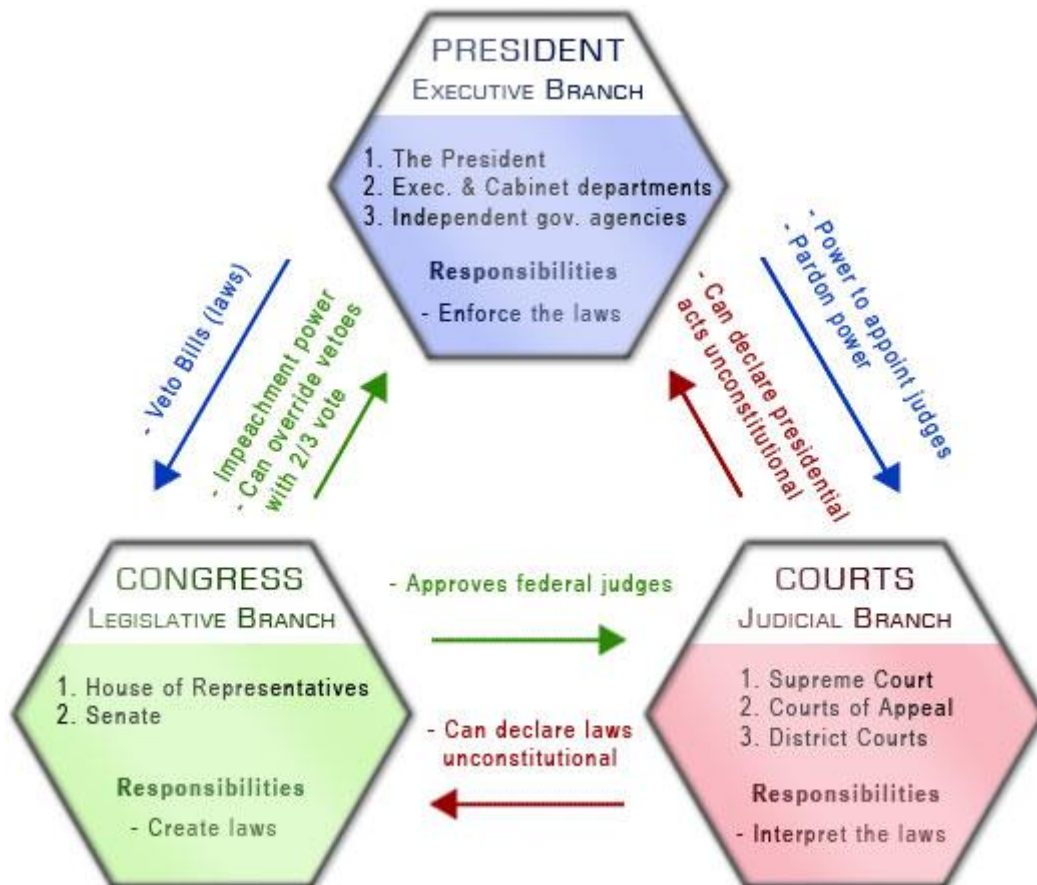 PRESIDENT
EXECUTIVE BRANCH
1. The President
2. Exec. & Cabinet departments
3. Independent gov. agencies
Responsibilities
- Enforce the laws
- Veto Bills (laws)
- Impeachment power
- Can override vetoes
with 2/3 vote
- Can declare presidential
acts unconstitutional
- Power to appoint judges
- Pardon power
CONGRESS
LEGISLATIVE BRANCH
1. House of Representatives
2. Senate
Responsibilities
- Create laws
- Approves federal judges
- Can declare laws
unconstitutional
COURTS
JUDICIAL BRANCH
1. Supreme Court
2. Courts of Appeal
3. District Courts
Responsibilities
- Interpret the laws